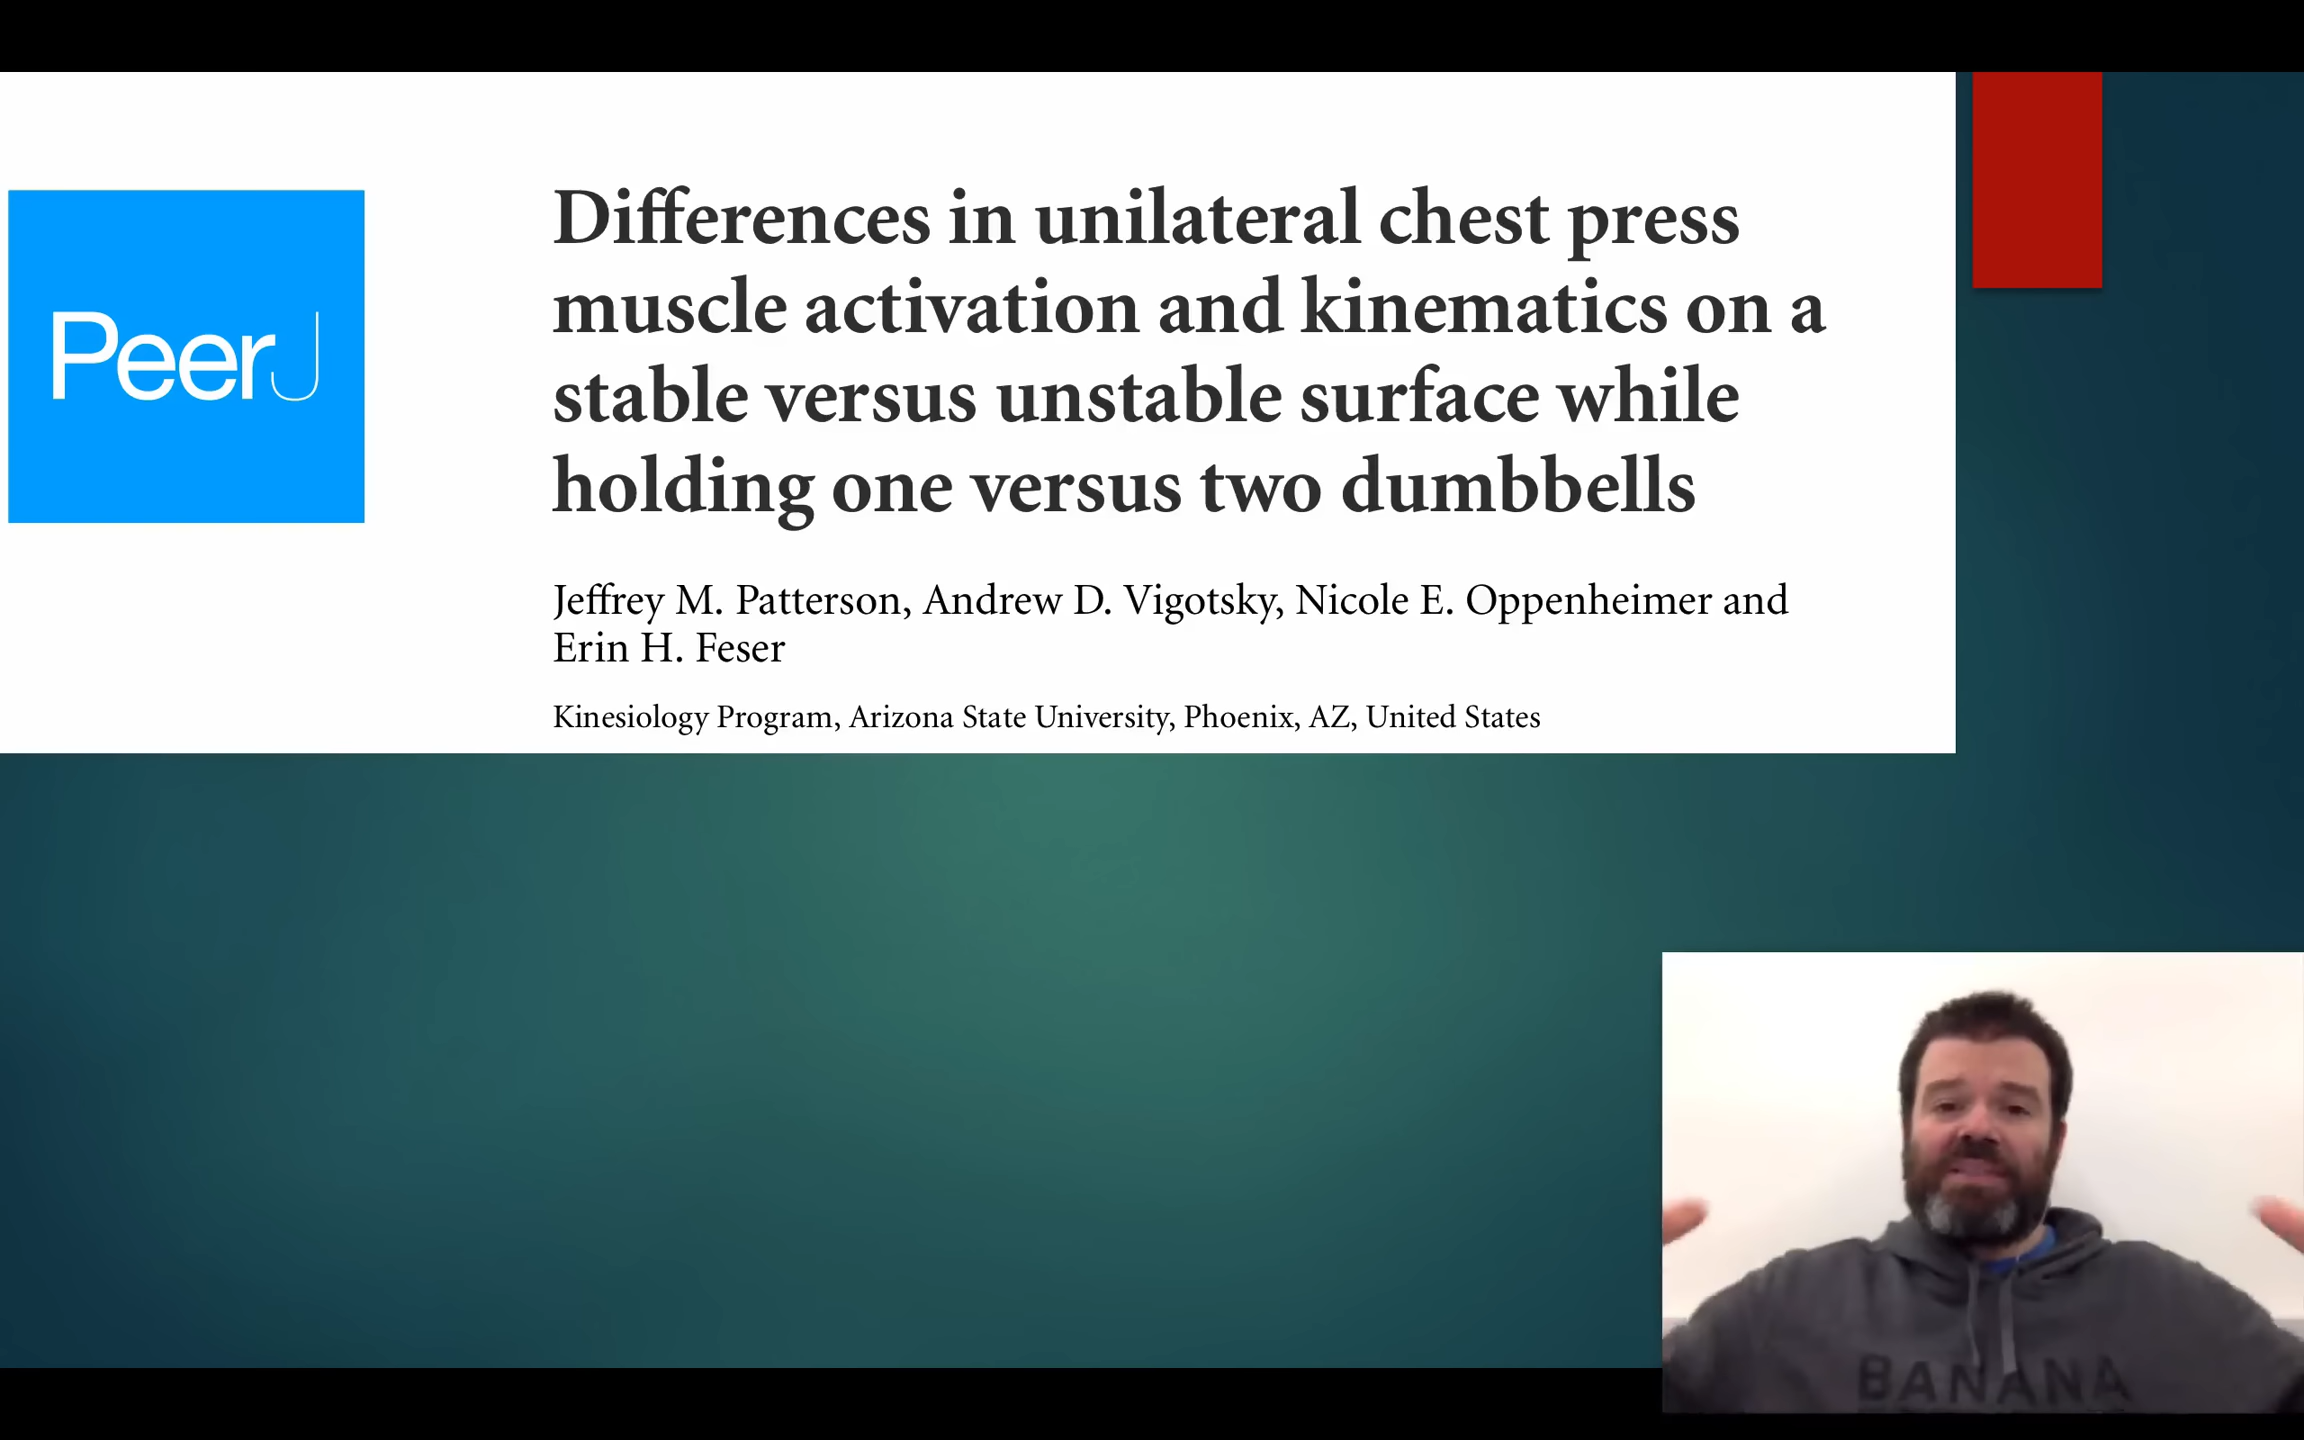 PeerJ
Differences in unilateral chest press
muscle activation and kinematics on a
stable versus unstable surface while
holding one versus two dumbbells
Jeffrey M. Patterson, Andrew D. Vigotsky, Nicole E. Oppenheimer and
Erin H. Feser
Kinesiology Program, Arizona State University, Phoenix, AZ, United States
BANANA